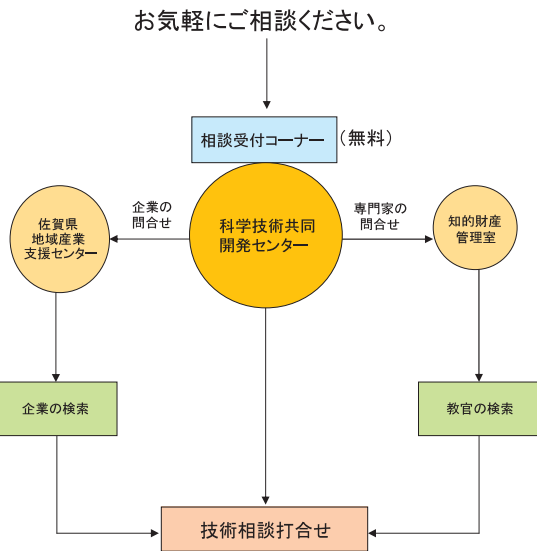 お気軽にご相談ください。
相談受付コーナー
(無料)
企業の
問合せ
専門家の
問合せ
佐賀県
地域産業
支援センター
科学技術共同
開発センター
知的財産
管理室
企業の検索
教官の検索
技術相談打合せ